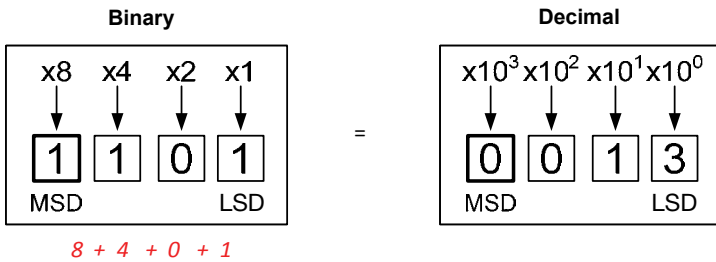 Binary
Decimal
x8 x4 x2 x1
x10³ x10² x10¹ x10⁰
1 1 0 1
=
0 0 1 3
MSD LSD
MSD LSD
8 + 4 + 0 + 1